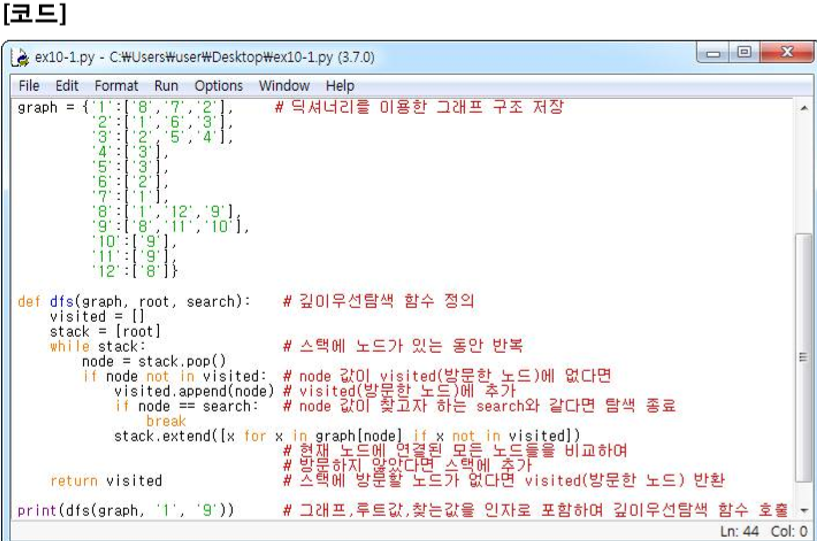 [코드]
ex10-1.py - C:₩Users₩user₩Desktop₩ex10-1.py (3.7.0)
File Edit Format Run Options Window Help
graph = {'1':['8','7','2'], # 딕셔너리를 이용한 그래프 구조 저장
'2':['1','6','3'],
'3':['2','5','4'],
'4':['3'],
'5':['3'],
'6':['2'],
'7':['1'],
'8':['1','12','9'],
'9':['8','11','10'],
'10':['9'],
'11':['9'],
'12':['8']}
def dfs(graph, root, search): # 깊이우선탐색 함수 정의
visited = []
stack = [root]
while stack: # 스택에 노드가 있는 동안 반복
node = stack.pop()
if node not in visited: # node 값이 visited(방문한 노드)에 없다면
visited.append(node) # visited(방문한 노드)에 추가
if node == search: # node 값이 찾고자 하는 search와 같다면 탐색 종료
break
stack.extend([x for x in graph[node] if x not in visited])
# 현재 노드에 연결된 모든 노드들을 비교하여
# 방문하지 않았다면 스택에 추가
return visited # 스택에 방문할 노드가 없다면 visited(방문한 노드) 반환
print(dfs(graph, '1', '9')) # 그래프,루트값,찾는값을 인자로 포함하여 깊이우선탐색 함수 호출
Ln: 44 Col: 0